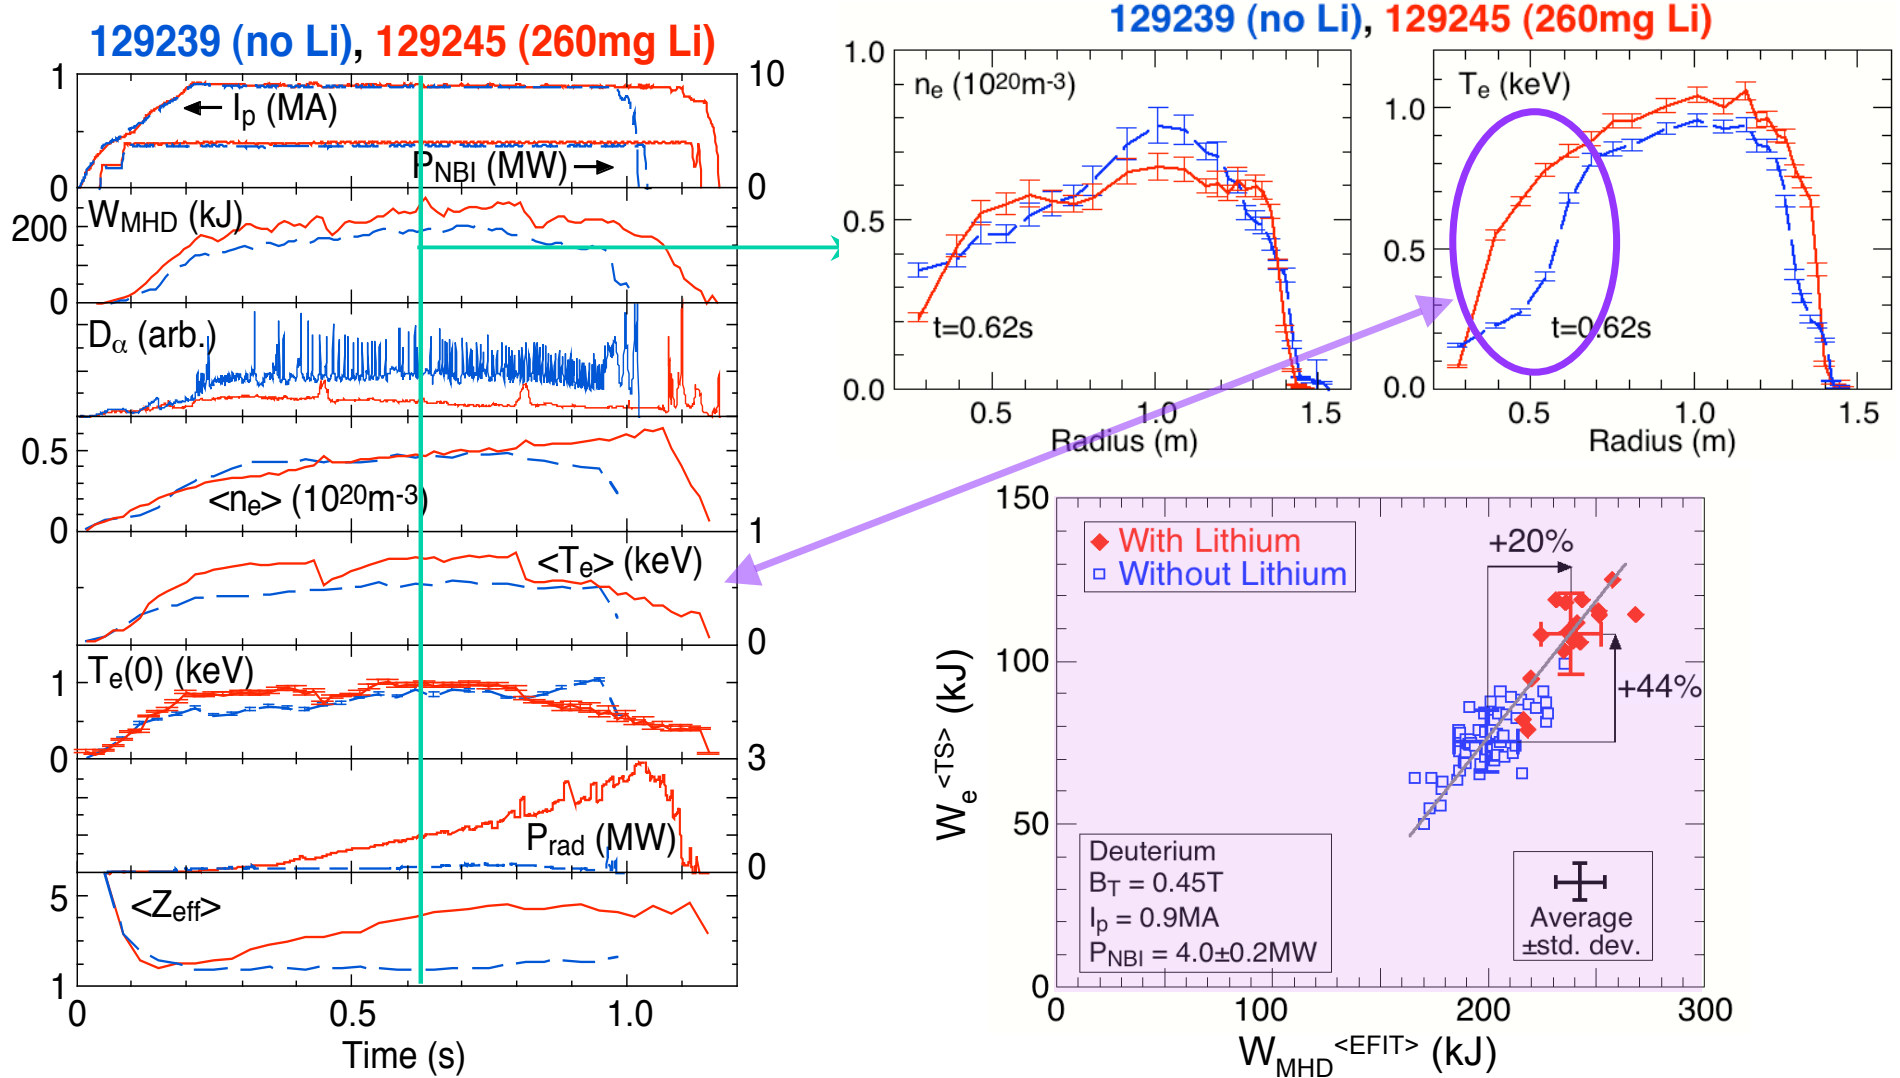 129239 (no Li), 129245 (260mg Li)
1
10
Ip (MA)
PNBI (MW)
0
0
WMHD (kJ)
200
0
Dα (arb.)
0.5
<ne> (1020m-3)
0
1
<Te> (keV)
0
Te(0) (keV)
1
0
3
Prad (MW)
0
5
<Zeff>
1
0
0.5
1.0
Time (s)
129239 (no Li), 129245 (260mg Li)
1.0
ne (1020m-3)
0.5
t=0.62s
0.0
0.5
1.0
1.5
Radius (m)
Te (keV)
1.0
0.5
t=0.62s
0.0
0.5
1.0
1.5
Radius (m)
150
With Lithium
Without Lithium
+20%
100
+44%
We<TS> (kJ)
50
Deuterium
BT = 0.45T
Ip = 0.9MA
PNBI = 4.0±0.2MW
Average
±std. dev.
0
0
100
200
300
WMHD<EFIT> (kJ)